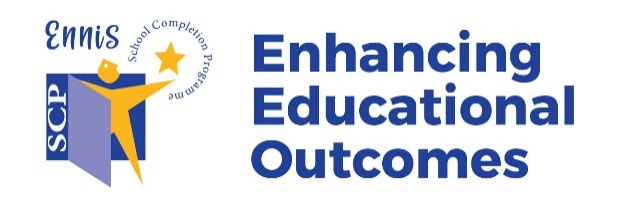 Ennis
School Completion Programme
SCP
Enhancing
Educational
Outcomes